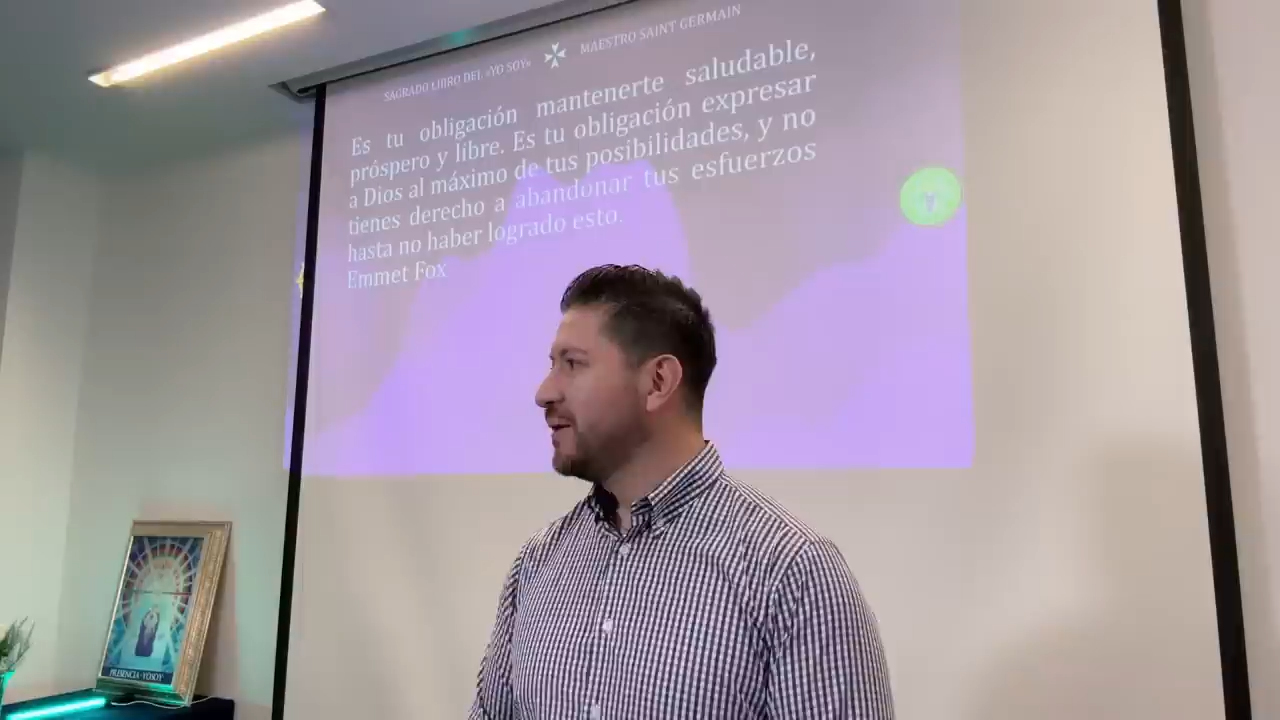 SAGRADO LIBRO DEL «YO SOY» MAESTRO SAINT GERMAIN
Es tu obligación mantenerte saludable,
próspero y libre. Es tu obligación expresar
a Dios al máximo de tus posibilidades, y no
tienes derecho a abandonar tus esfuerzos
hasta no haber logrado esto.
Emmet Fox
PRESENCIA YO SOY